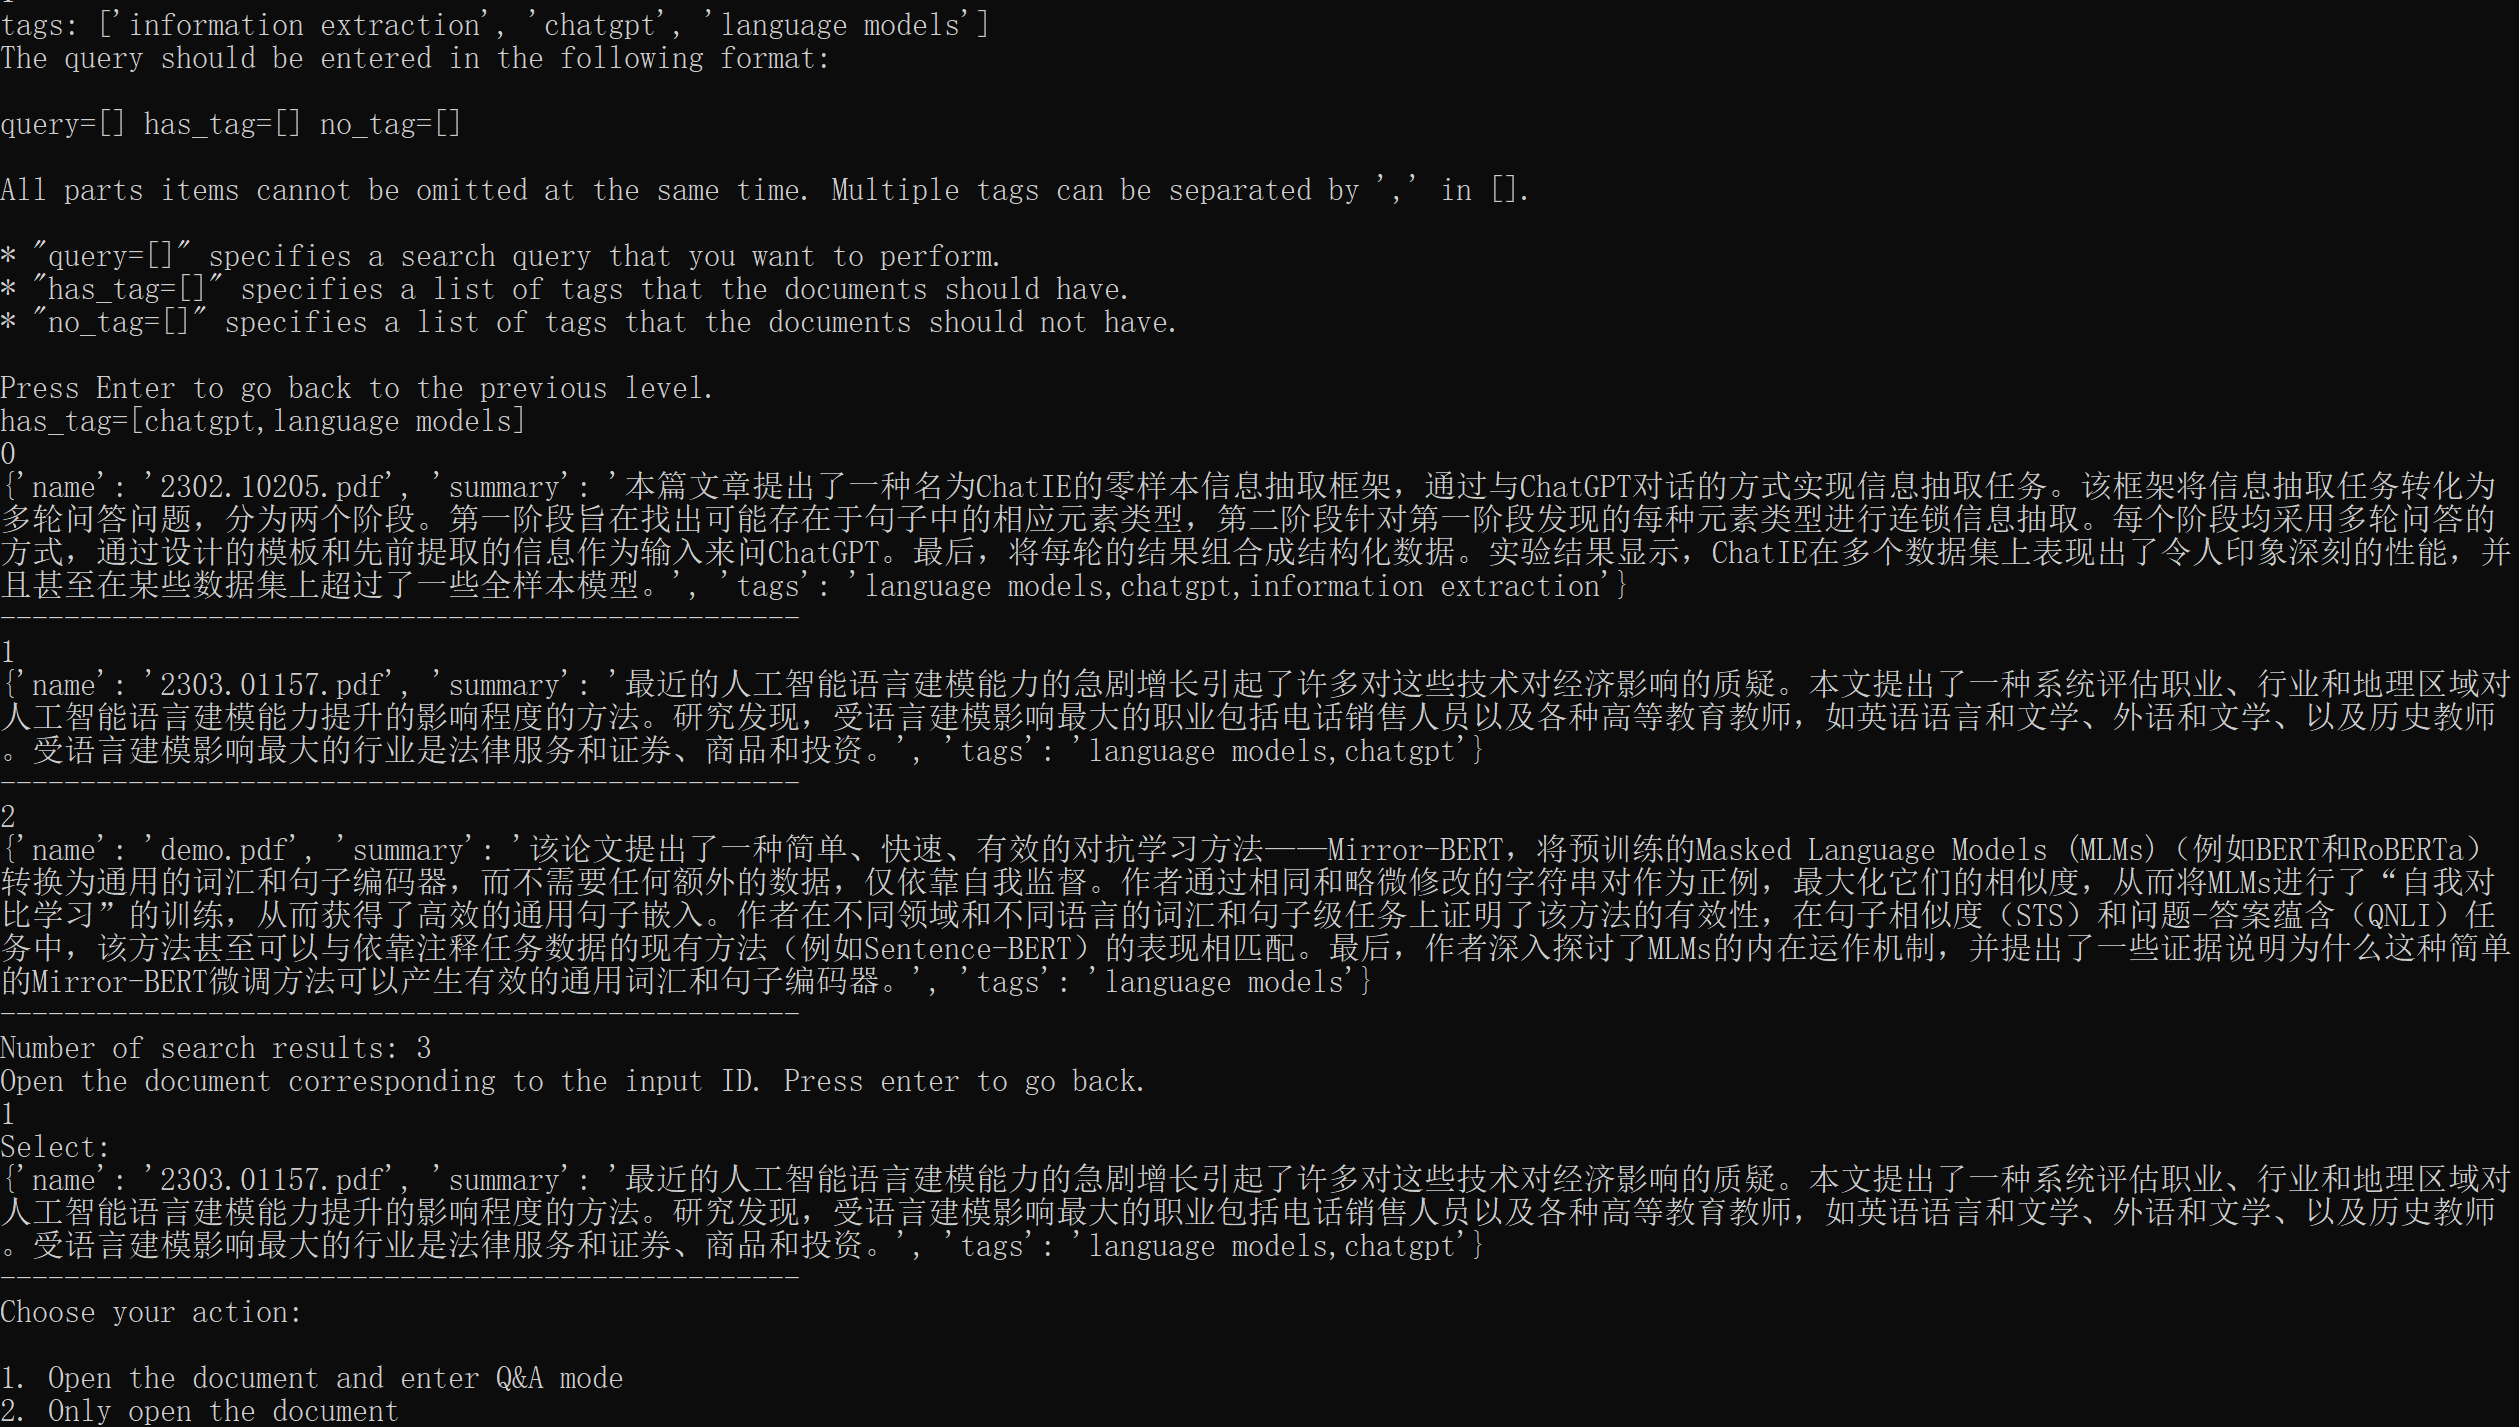 tags: ['information extraction', 'chatgpt', 'language models']
The query should be entered in the following format:
query=[] has_tag=[] no_tag=[]
All parts items cannot be omitted at the same time. Multiple tags can be separated by ',' in [].
* "query=[]" specifies a search query that you want to perform.
* "has_tag=[]" specifies a list of tags that the documents should have.
* "no_tag=[]" specifies a list of tags that the documents should not have.
Press Enter to go back to the previous level.
has_tag=[chatgpt,language models]
0
{'name': '2302.10205.pdf', 'summary': '本篇文章提出了一种名为ChatIE的零样本信息抽取框架，通过与ChatGPT对话的方式实现信息抽取任务。该框架将信息抽取任务转化为
多轮问答问题，分为两个阶段。第一阶段旨在找出可能存在于句子中的相应元素类型，第二阶段针对第一阶段发现的每种元素类型进行连锁信息抽取。每个阶段均采用多轮问答的
方式，通过设计的模板和先前提取的信息作为输入来问ChatGPT。最后，将每轮的结果组合成结构化数据。实验结果显示，ChatIE在多个数据集上表现出了令人印象深刻的性能，并
且甚至在某些数据集上超过了一些全样本模型。', 'tags': 'language models,chatgpt,information extraction'}
--------------------------------------------------
1
{'name': '2303.01157.pdf', 'summary': '最近的人工智能语言建模能力的急剧增长引起了许多对这些技术对经济影响的质疑。本文提出了一种系统评估职业、行业和地理区域对
人工智能语言建模能力提升的影响程度的方法。研究发现，受语言建模影响最大的职业包括电话销售人员以及各种高等教育教师，如英语语言和文学、外语和文学、以及历史教师
。受语言建模影响最大的行业是法律服务和证券、商品和投资。', 'tags': 'language models,chatgpt'}
--------------------------------------------------
2
{'name': 'demo.pdf', 'summary': '该论文提出了一种简单、快速、有效的对抗学习方法——Mirror-BERT，将预训练的Masked Language Models (MLMs)（例如BERT和RoBERTa）
转换为通用的词汇和句子编码器，而不需要任何额外的数据，仅依靠自我监督。作者通过相同和略微修改的字符串对作为正例，最大化它们的相似度，从而将MLMs进行了“自我对
比学习”的训练，从而获得了高效的通用句子嵌入。作者在不同领域和不同语言的词汇和句子级任务上证明了该方法的有效性，在句子相似度（STS）和问题-答案蕴含（QNLI）任
务中，该方法甚至可以与依靠注释任务数据的现有方法（例如Sentence-BERT）的表现相匹配。最后，作者深入探讨了MLMs的内在运作机制，并提出了一些证据说明为什么这种简单
的Mirror-BERT微调方法可以产生有效的通用词汇和句子编码器。', 'tags': 'language models'}
--------------------------------------------------
Number of search results: 3
Open the document corresponding to the input ID. Press enter to go back.
1
Select:
{'name': '2303.01157.pdf', 'summary': '最近的人工智能语言建模能力的急剧增长引起了许多对这些技术对经济影响的质疑。本文提出了一种系统评估职业、行业和地理区域对
人工智能语言建模能力提升的影响程度的方法。研究发现，受语言建模影响最大的职业包括电话销售人员以及各种高等教育教师，如英语语言和文学、外语和文学、以及历史教师
。受语言建模影响最大的行业是法律服务和证券、商品和投资。', 'tags': 'language models,chatgpt'}
--------------------------------------------------
Choose your action:
1. Open the document and enter Q&A mode
2. Only open the document